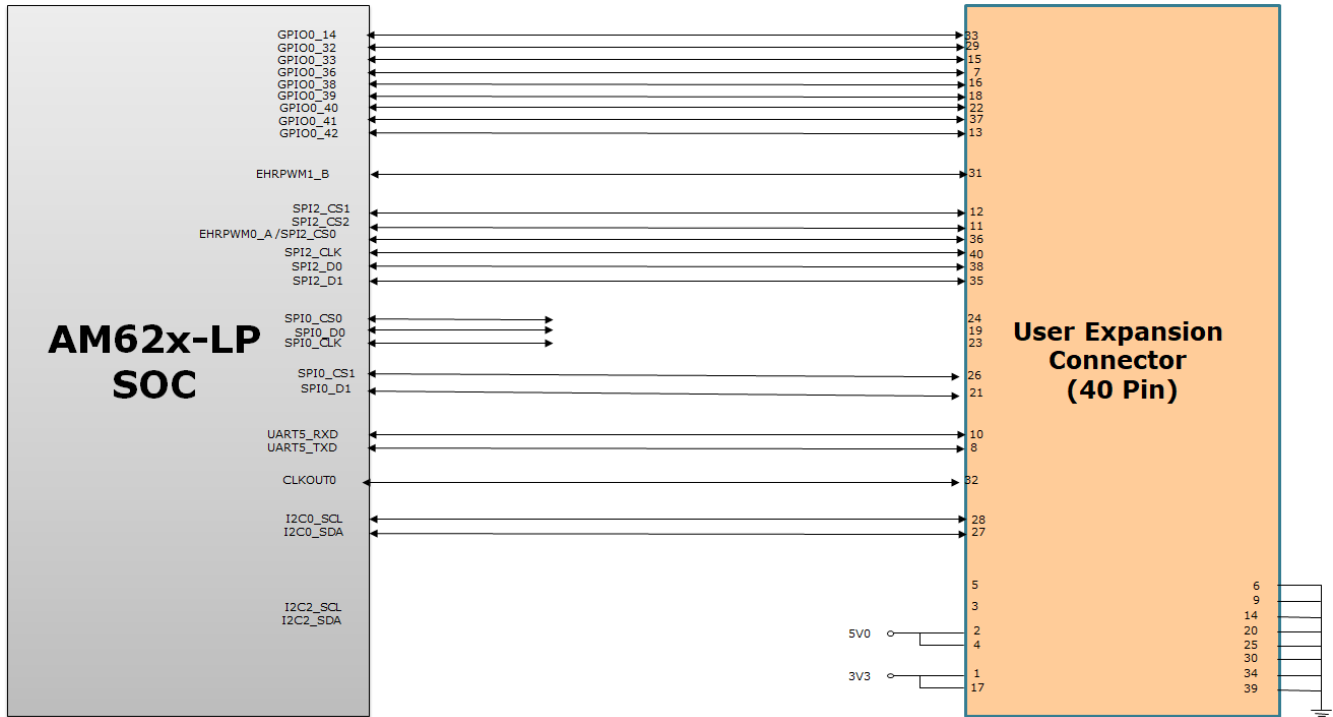 GPIO0_14
GPIO0_32
GPIO0_33
GPIO0_36
GPIO0_38
GPIO0_39
GPIO0_40
GPIO0_41
GPIO0_42
EHRPWM1_B
SPI2_CS1
SPI2_CS2
EHRPWM0_A /SPI2_CS0
SPI2_CLK
SPI2_D0
SPI2_D1
SPI0_CS0
SPI0_D0
SPI0_CLK
SPI0_CS1
SPI0_D1
UART5_RXD
UART5_TXD
CLKOUT0
I2C0_SCL
I2C0_SDA
I2C2_SCL
I2C2_SDA
AM62x-LP
SOC
33
29
15
7
16
18
22
37
13
31
12
11
36
40
38
35
24
19
23
26
21
10
8
32
28
27
5
3
5V0
2
4
3V3
1
17
User Expansion
Connector
(40 Pin)
6
9
14
20
25
30
34
39